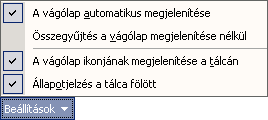 A vágólap automatikus megjelenítése
Összegyűjtés a vágólap megjelenítése nélkül
A vágólap ikonjának megjelenítése a tálcán
Állapotjelzés a tálca fölött
Beállítások